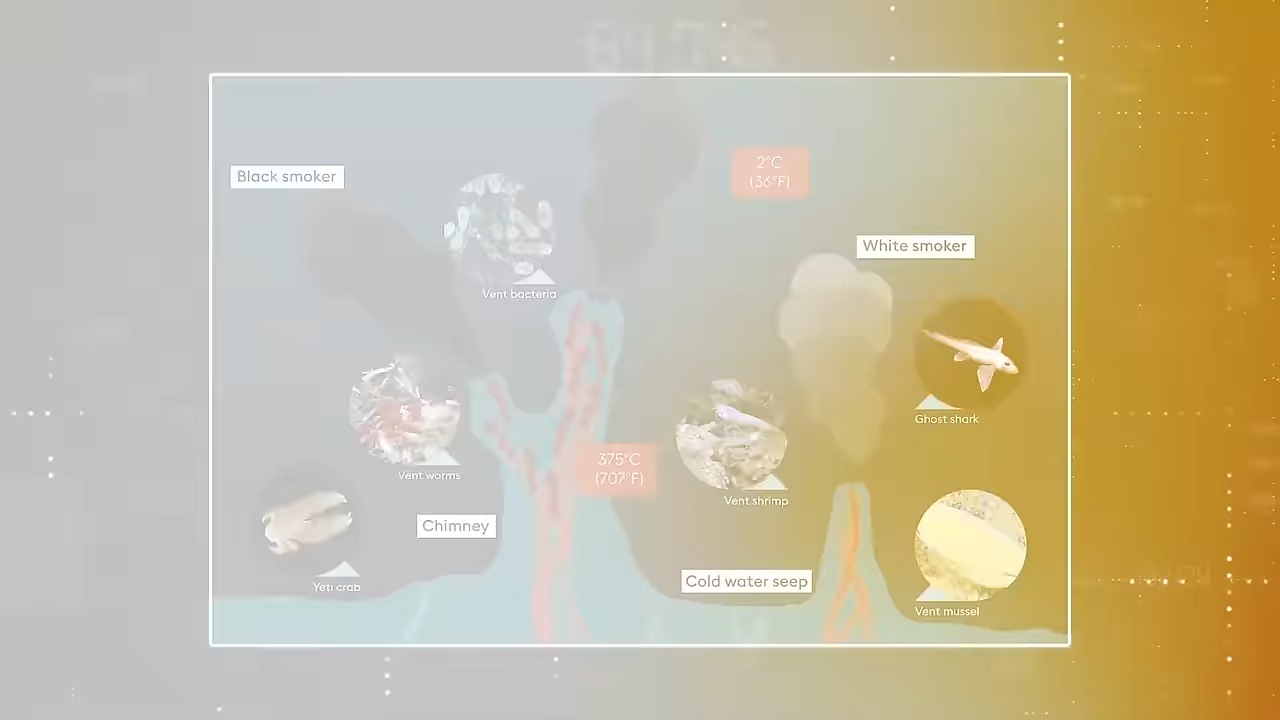 Black smoker
2°C
(36°F)
White smoker
Vent bacteria
Ghost shark
375°C
(707°F)
Vent worms
Vent shrimp
Chimney
Cold water seep
Yeti crab
Vent mussel